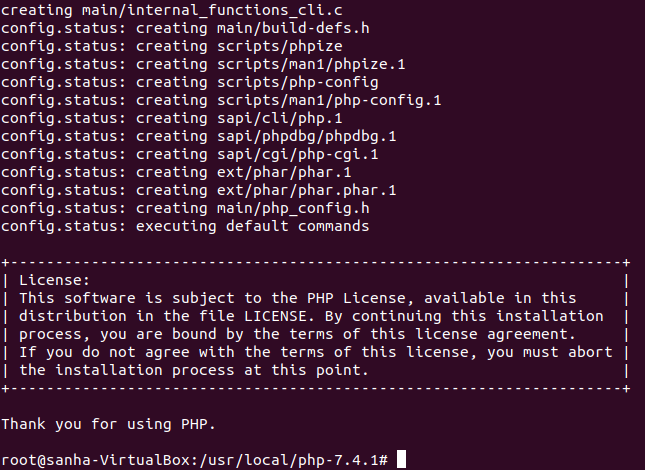 creating main/internal_functions_cli.c
config.status: creating main/build-defs.h
config.status: creating scripts/phpize
config.status: creating scripts/man1/phpize.1
config.status: creating scripts/php-config
config.status: creating scripts/man1/php-config.1
config.status: creating sapi/cli/php.1
config.status: creating sapi/phpdbg/phpdbg.1
config.status: creating sapi/cgi/php-cgi.1
config.status: creating ext/phar/phar.1
config.status: creating ext/phar/phar.phar.1
config.status: creating main/php_config.h
config.status: executing default commands

+--------------------------------------------------------------------+
| License:                                                           |
| This software is subject to the PHP License, available in this     |
| distribution in the file LICENSE. By continuing this installation  |
| process, you are bound by the terms of this license agreement.     |
| If you do not agree with the terms of this license, you must abort |
| the installation process at this point.                            |
+--------------------------------------------------------------------+

Thank you for using PHP.

root@sanha-VirtualBox:/usr/local/php-7.4.1#